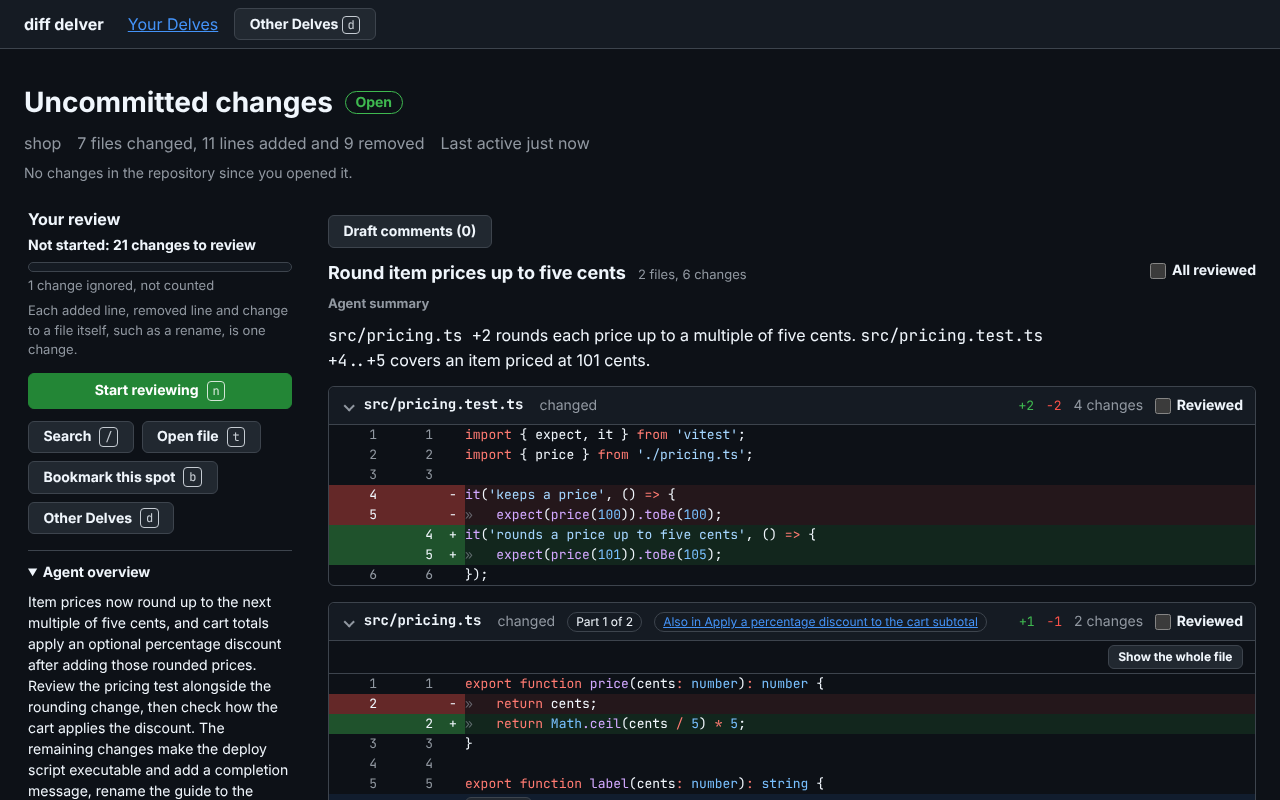 diff delver Your Delves Other Delves d
Uncommitted changes Open
shop 7 files changed, 11 lines added and 9 removed Last active just now
No changes in the repository since you opened it.
Your review
Not started: 21 changes to review
1 change ignored, not counted
Each added line, removed line and change
to a file itself, such as a rename, is one
change.
Start reviewing n
Search / Open file t
Bookmark this spot b
Other Delves d
▼ Agent overview
Item prices now round up to the next
multiple of five cents, and cart totals
apply an optional percentage discount
after adding those rounded prices.
Review the pricing test alongside the
rounding change, then check how the
cart applies the discount. The
remaining changes make the deploy
script executable and add a completion
message, rename the guide to the
Draft comments (0)
Round item prices up to five cents 2 files, 6 changes All reviewed
Agent summary
src/pricing.ts +2 rounds each price up to a multiple of five cents. src/pricing.test.ts
+4..+5 covers an item priced at 101 cents.
src/pricing.test.ts changed +2 -2 4 changes Reviewed
1 1 import { expect, it } from 'vitest';
2 2 import { price } from './pricing.ts';
3 3
4 - it('keeps a price', () => {
5 - » expect(price(100)).toBe(100);
4 + it('rounds a price up to five cents', () => {
5 + » expect(price(101)).toBe(105);
6 6 });
src/pricing.ts changed Part 1 of 2 Also in Apply a percentage discount to the cart subtotal +1 -1 2 changes Reviewed
Show the whole file
1 1 export function price(cents: number): number {
2 - » return cents;
2 + » return Math.ceil(cents / 5) * 5;
3 3 }
4 4
5 5 export function label(cents: number): string {